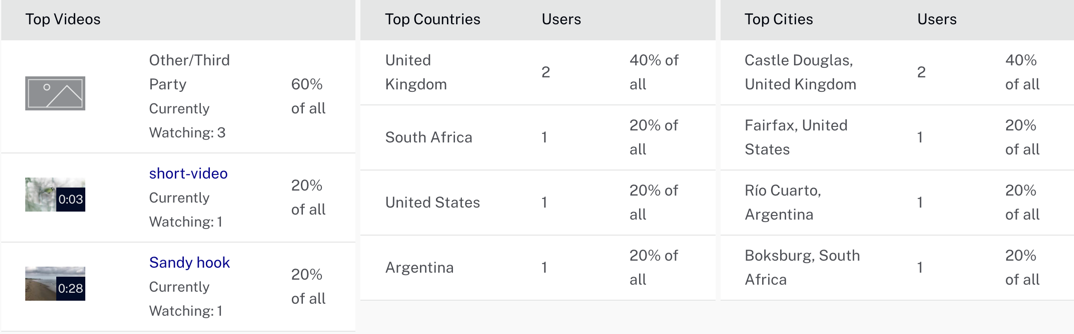 Top Videos
Other/Third
Party
Currently
Watching: 3
60%
of all
0:03
short-video
Currently
Watching: 1
20%
of all
0:28
Sandy hook
Currently
Watching: 1
20%
of all
Top Countries Users
United
Kingdom
2
40% of
all
South Africa
1
20% of
all
United States
1
20% of
all
Argentina
1
20% of
all
Top Cities Users
Castle Douglas,
United Kingdom
2
40%
of all
Fairfax, United
States
1
20%
of all
Río Cuarto,
Argentina
1
20%
of all
Boksburg, South
Africa
1
20%
of all